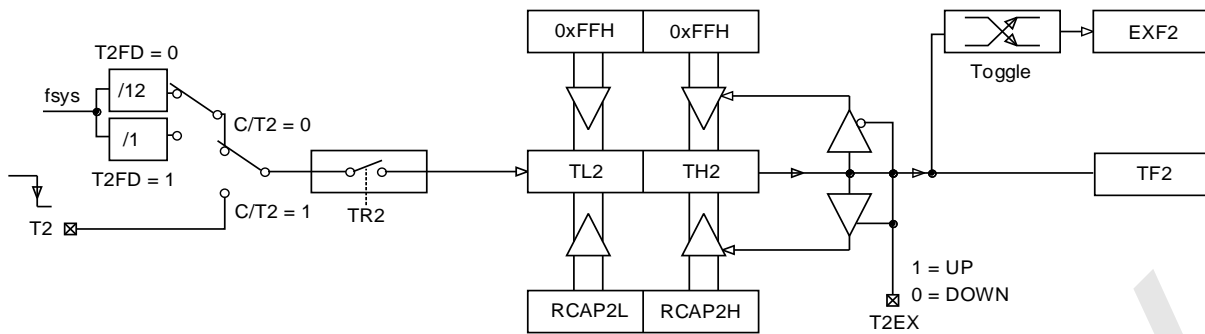 0xFFH 0xFFH
Toggle
EXF2
T2FD = 0
/12
fsys
/1
T2FD = 1
C/T2 = 0
C/T2 = 1
T2
TR2
TL2 TH2
TF2
RCAP2L RCAP2H
1 = UP
0 = DOWN
T2EX